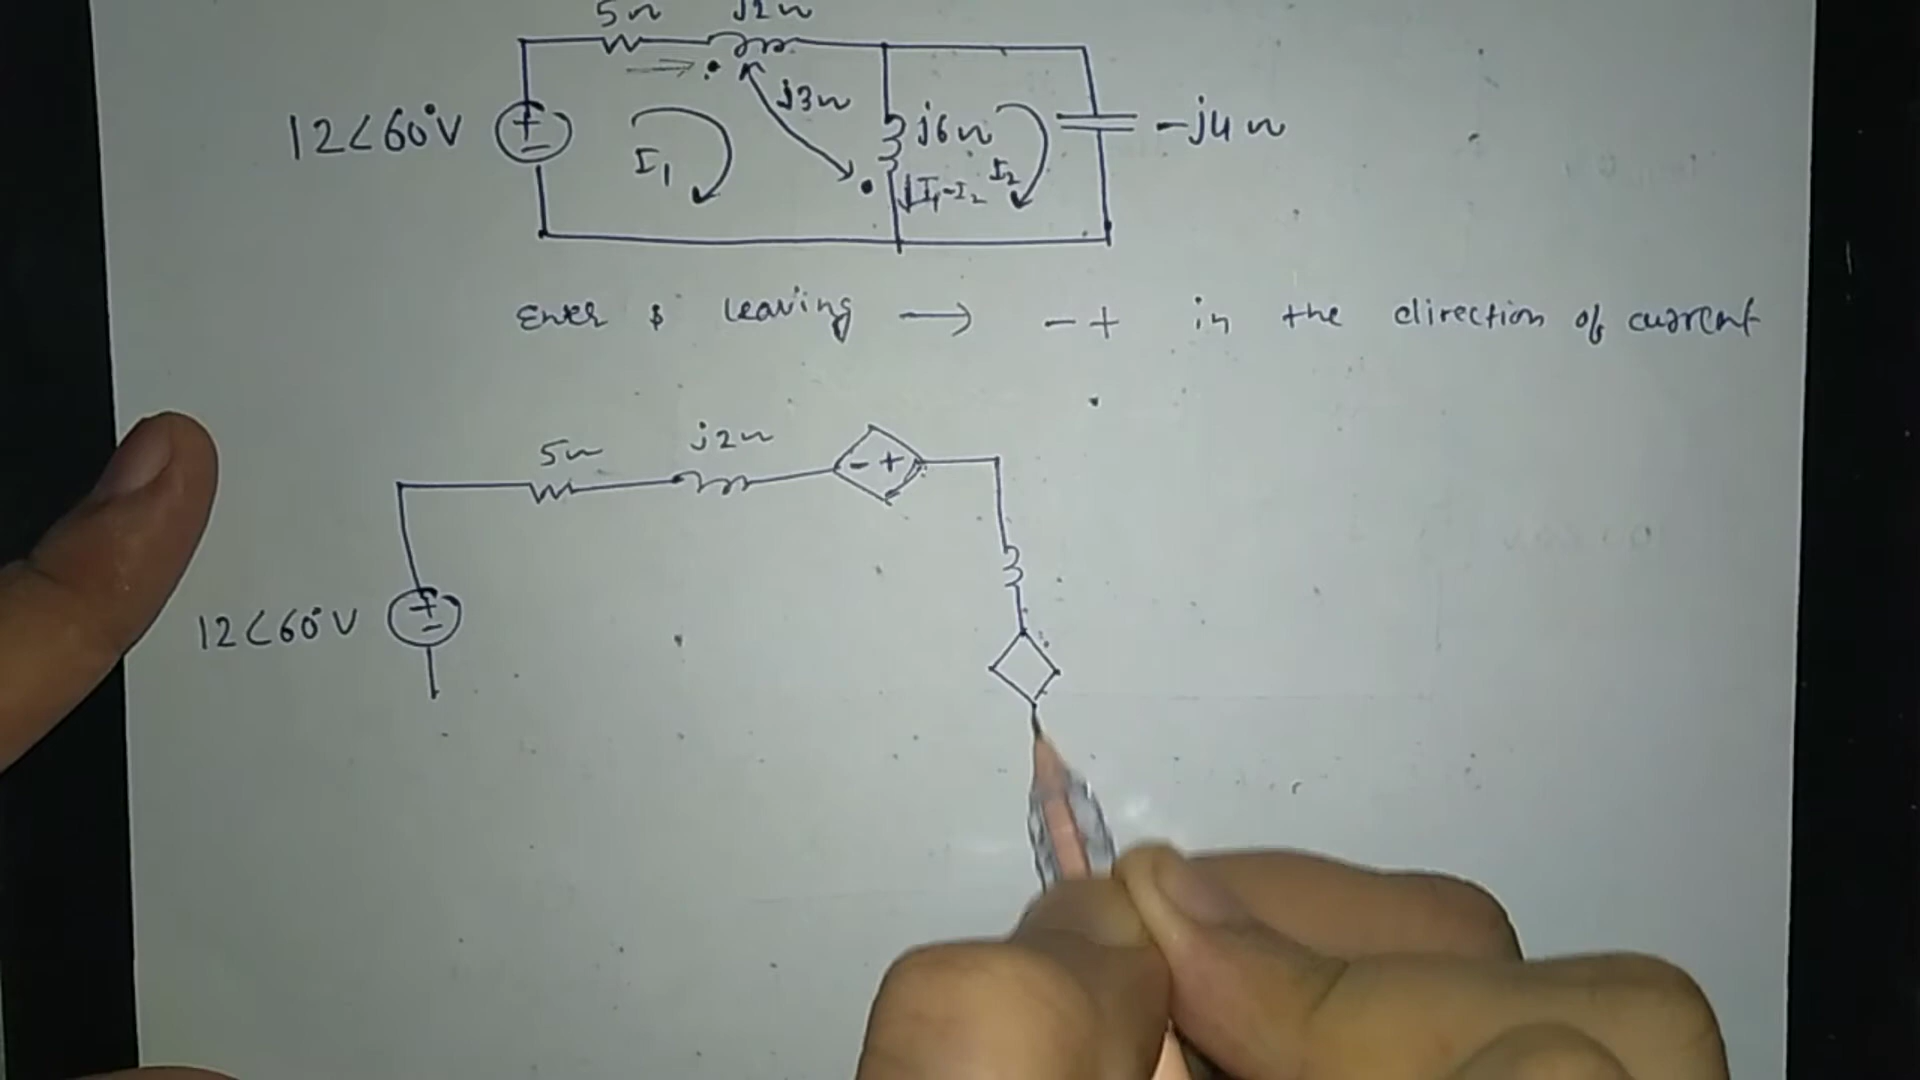 5Ω j2Ω
12<60°V + - I1 j3Ω j6Ω I1-I2 I2 -j4Ω
Enter & leaving → - + in the direction of current
5Ω j2Ω - +
12<60°V + -